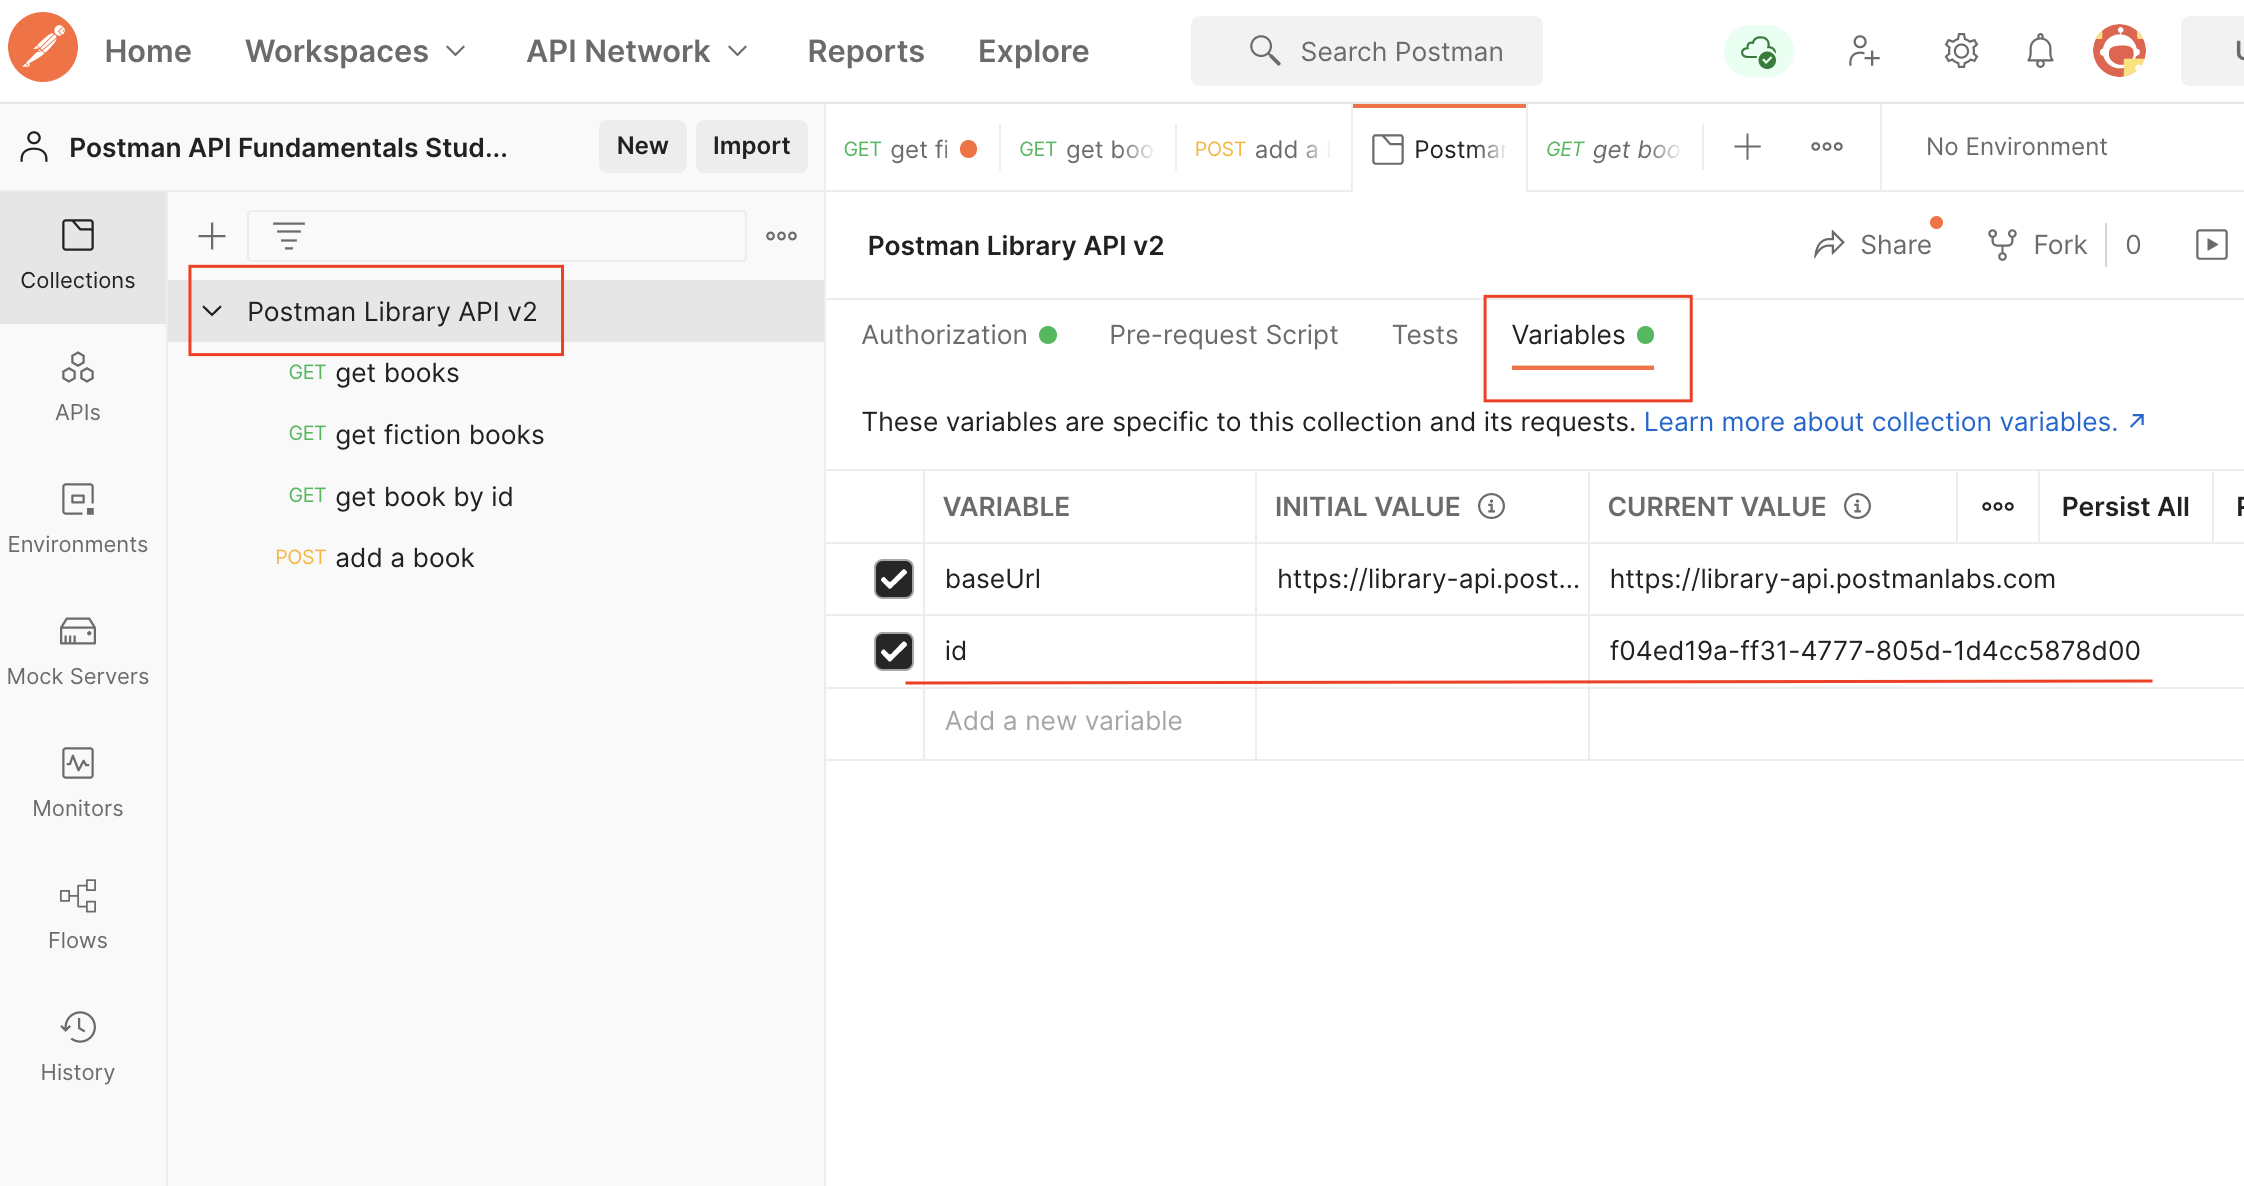 Home Workspaces API Network Reports Explore Search Postman
Postman API Fundamentals Stud... New Import
GET get fi GET get boo POST add a Postman GET get boo No Environment
Collections
APIs
Environments
Mock Servers
Monitors
Flows
History
Postman Library API v2
GET get books
GET get fiction books
GET get book by id
POST add a book
Postman Library API v2 Share Fork 0
Authorization Pre-request Script Tests Variables
These variables are specific to this collection and its requests. Learn more about collection variables. ↗
VARIABLE INITIAL VALUE CURRENT VALUE Persist All
baseUrl https://library-api.post... https://library-api.postmanlabs.com
id f04ed19a-ff31-4777-805d-1d4cc5878d00
Add a new variable